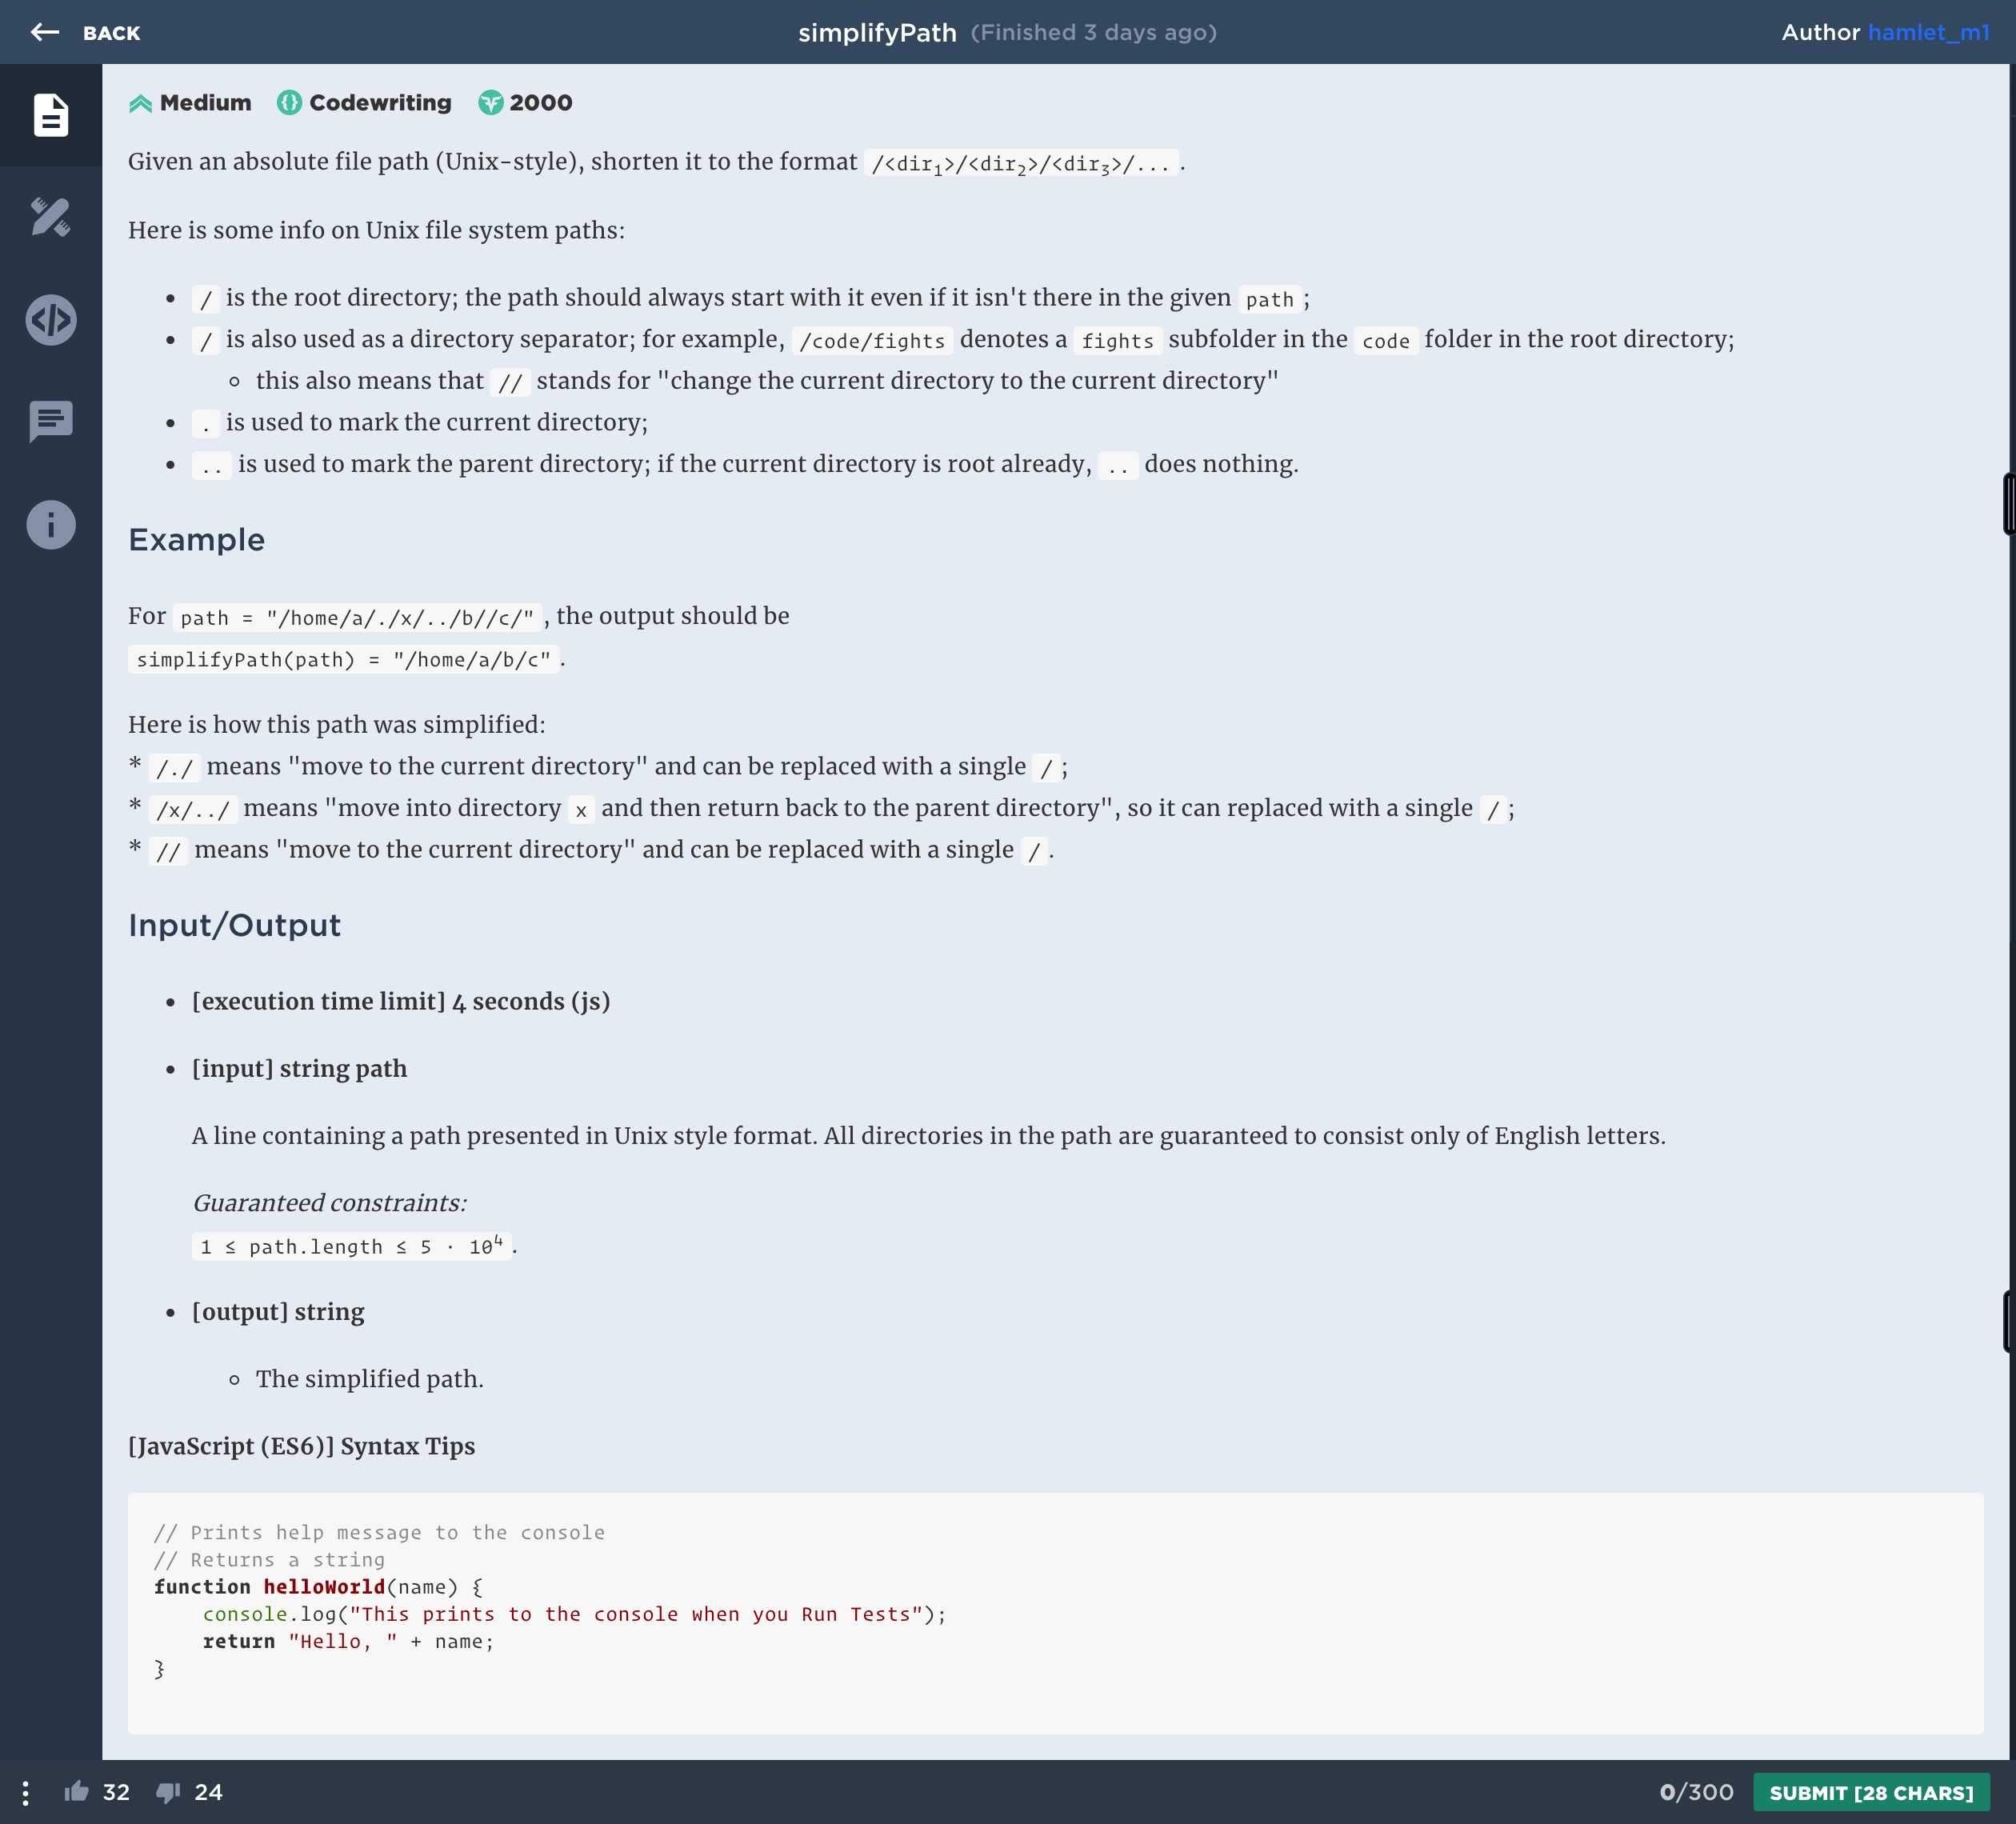 BACK
simplifyPath (Finished 3 days ago)
Author hamlet_m1
Medium Codewriting 2000
Given an absolute file path (Unix-style), shorten it to the format /<dir₁>/<dir₂>/<dir₃>/... .
Here is some info on Unix file system paths:
• / is the root directory; the path should always start with it even if it isn't there in the given path ;
• / is also used as a directory separator; for example, /code/fights denotes a fights subfolder in the code folder in the root directory;
◦ this also means that // stands for "change the current directory to the current directory"
• . is used to mark the current directory;
• .. is used to mark the parent directory; if the current directory is root already, .. does nothing.
Example
For path = "/home/a/./x/../b//c/" , the output should be
simplifyPath(path) = "/home/a/b/c" .
Here is how this path was simplified:
* /./ means "move to the current directory" and can be replaced with a single / ;
* /x/../ means "move into directory x and then return back to the parent directory", so it can replaced with a single / ;
* // means "move to the current directory" and can be replaced with a single / .
Input/Output
• [execution time limit] 4 seconds (js)
• [input] string path
A line containing a path presented in Unix style format. All directories in the path are guaranteed to consist only of English letters.
Guaranteed constraints:
1 ≤ path.length ≤ 5 · 10⁴ .
• [output] string
◦ The simplified path.
[JavaScript (ES6)] Syntax Tips
// Prints help message to the console
// Returns a string
function helloWorld(name) {
    console.log("This prints to the console when you Run Tests");
    return "Hello, " + name;
}
32 24
0/300 SUBMIT [28 CHARS]